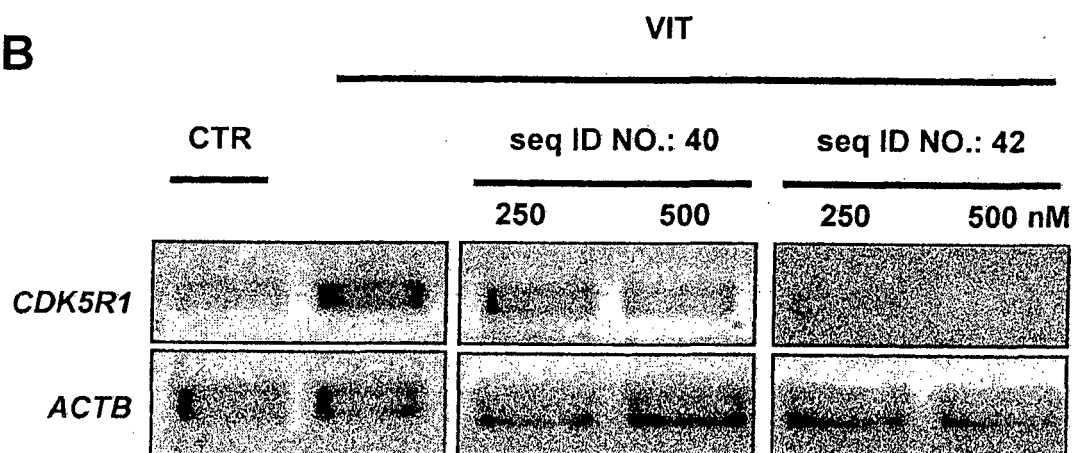 B
VIT
CTR
seq ID NO.: 40
seq ID NO.: 42
250 500
250 500 nM
CDK5R1
ACTB